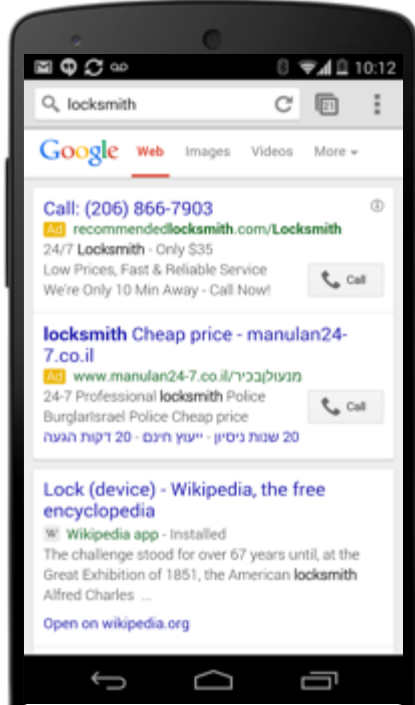 10:12
locksmith
21
Google Web Images Videos More
Call: (206) 866-7903
Ad recommendedlocksmith.com/Locksmith
24/7 Locksmith - Only $35
Low Prices, Fast & Reliable Service
We're Only 10 Min Away - Call Now!
Call
locksmith Cheap price - manulan24-
7.co.il
Ad www.manulan24-7.co.il/מנעולןבכיר
24-7 Professional locksmith Police
BurglarIsrael Police Cheap price
Call
20 שנות ניסיון - ייעוץ חינם - 20 דקות הגעה
Lock (device) - Wikipedia, the free
encyclopedia
W Wikipedia app - Installed
The challenge stood for over 67 years until, at the
Great Exhibition of 1851, the American locksmith
Alfred Charles ...
Open on wikipedia.org